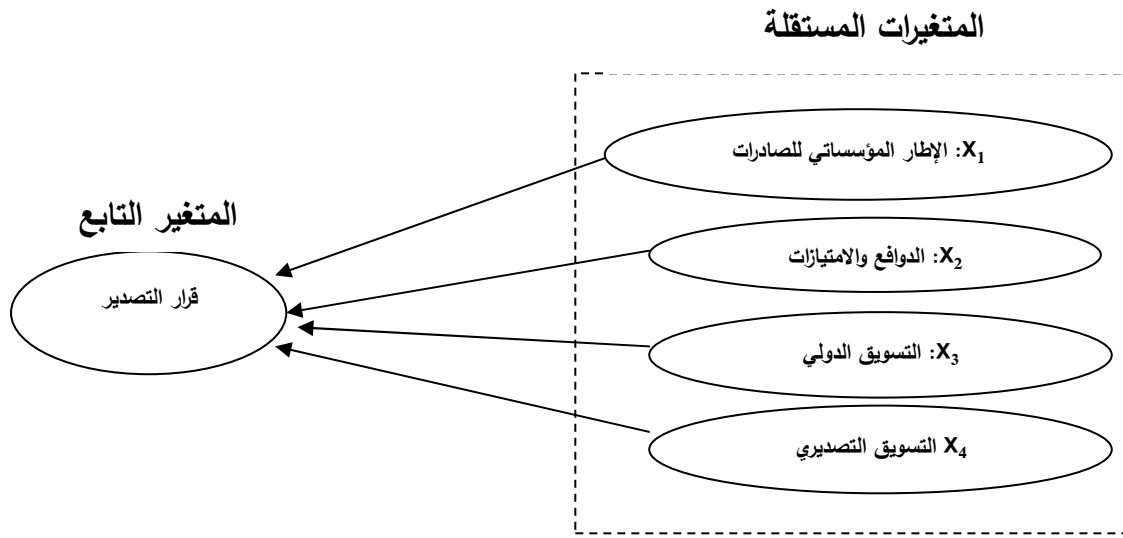 المتغيرات المستقلة
X1: الإطار المؤسساتي للصادرات
المتغير التابع
X2: الدوافع والامتيازات
قرار التصدير
X3: التسويق الدولي
X4 التسويق التصديري